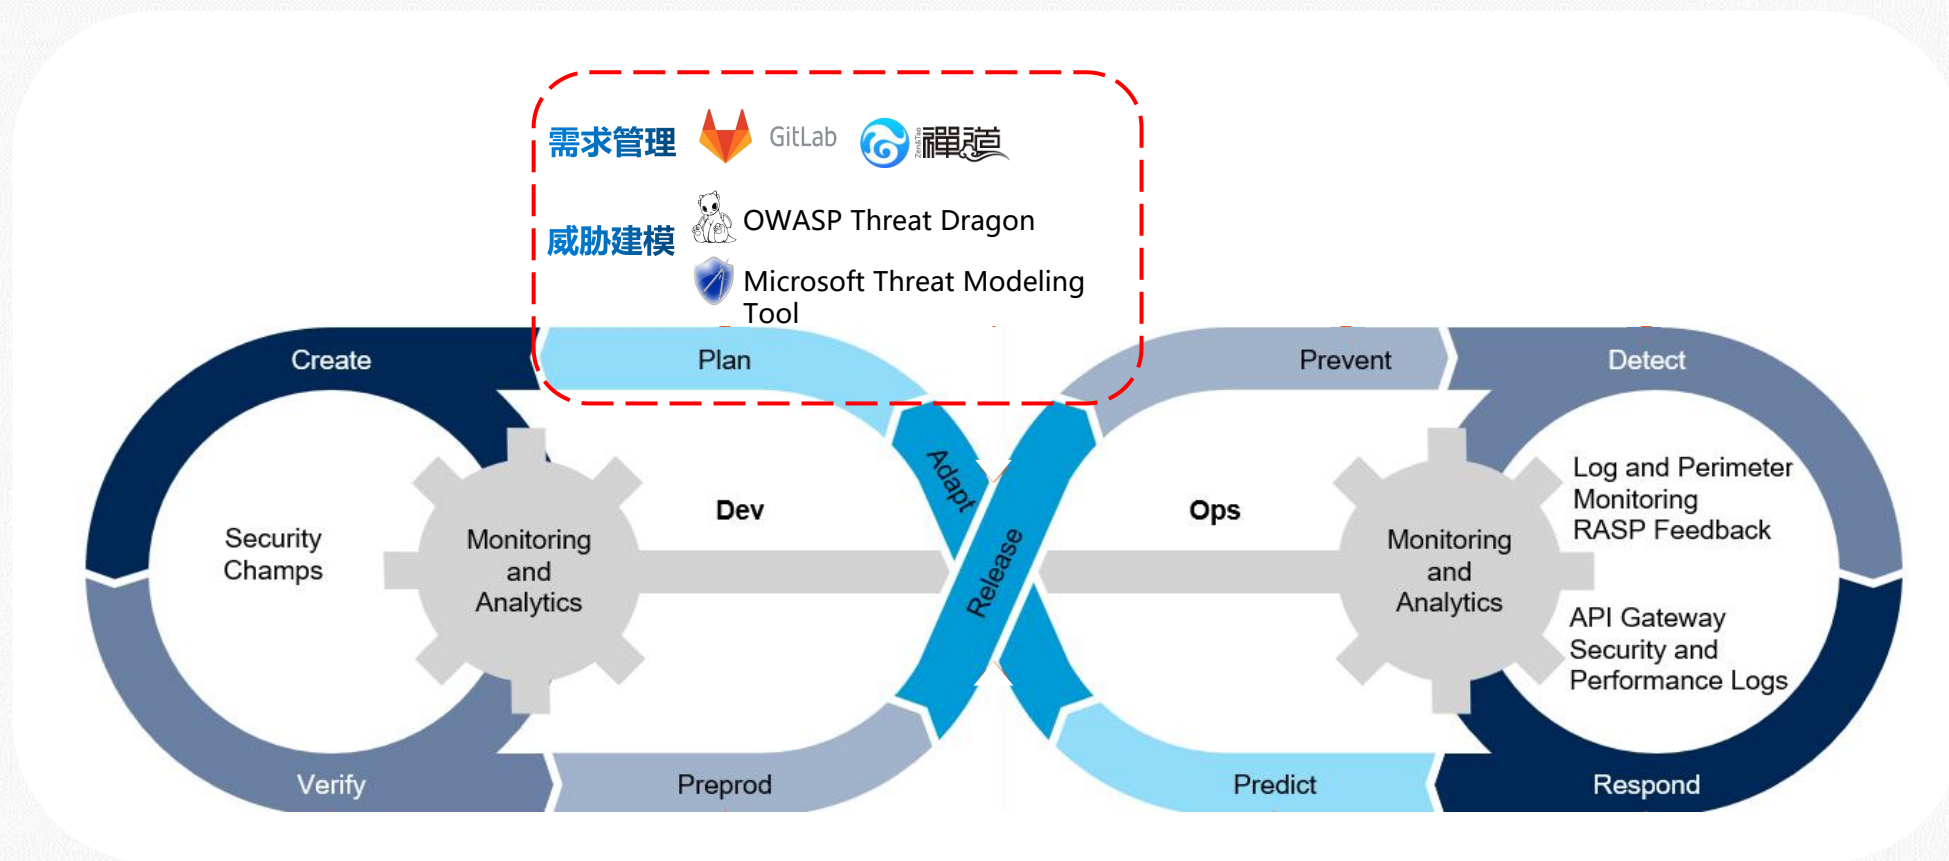 需求管理
GitLab
Zen&Tao
禪道
威胁建模
OWASP Threat Dragon
Microsoft Threat Modeling
Tool
Create
Plan
Prevent
Detect
Adapt
Release
Dev
Ops
Security
Champs
Monitoring
and
Analytics
Monitoring
and
Analytics
Log and Perimeter
Monitoring
RASP Feedback
API Gateway
Security and
Performance Logs
Verify
Preprod
Predict
Respond